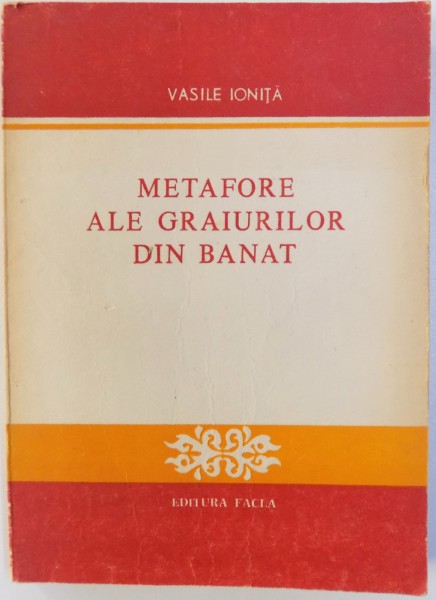 VASILE IONIȚĂ
METAFORE
ALE GRAIURILOR
DIN BANAT
EDITURA FACLA